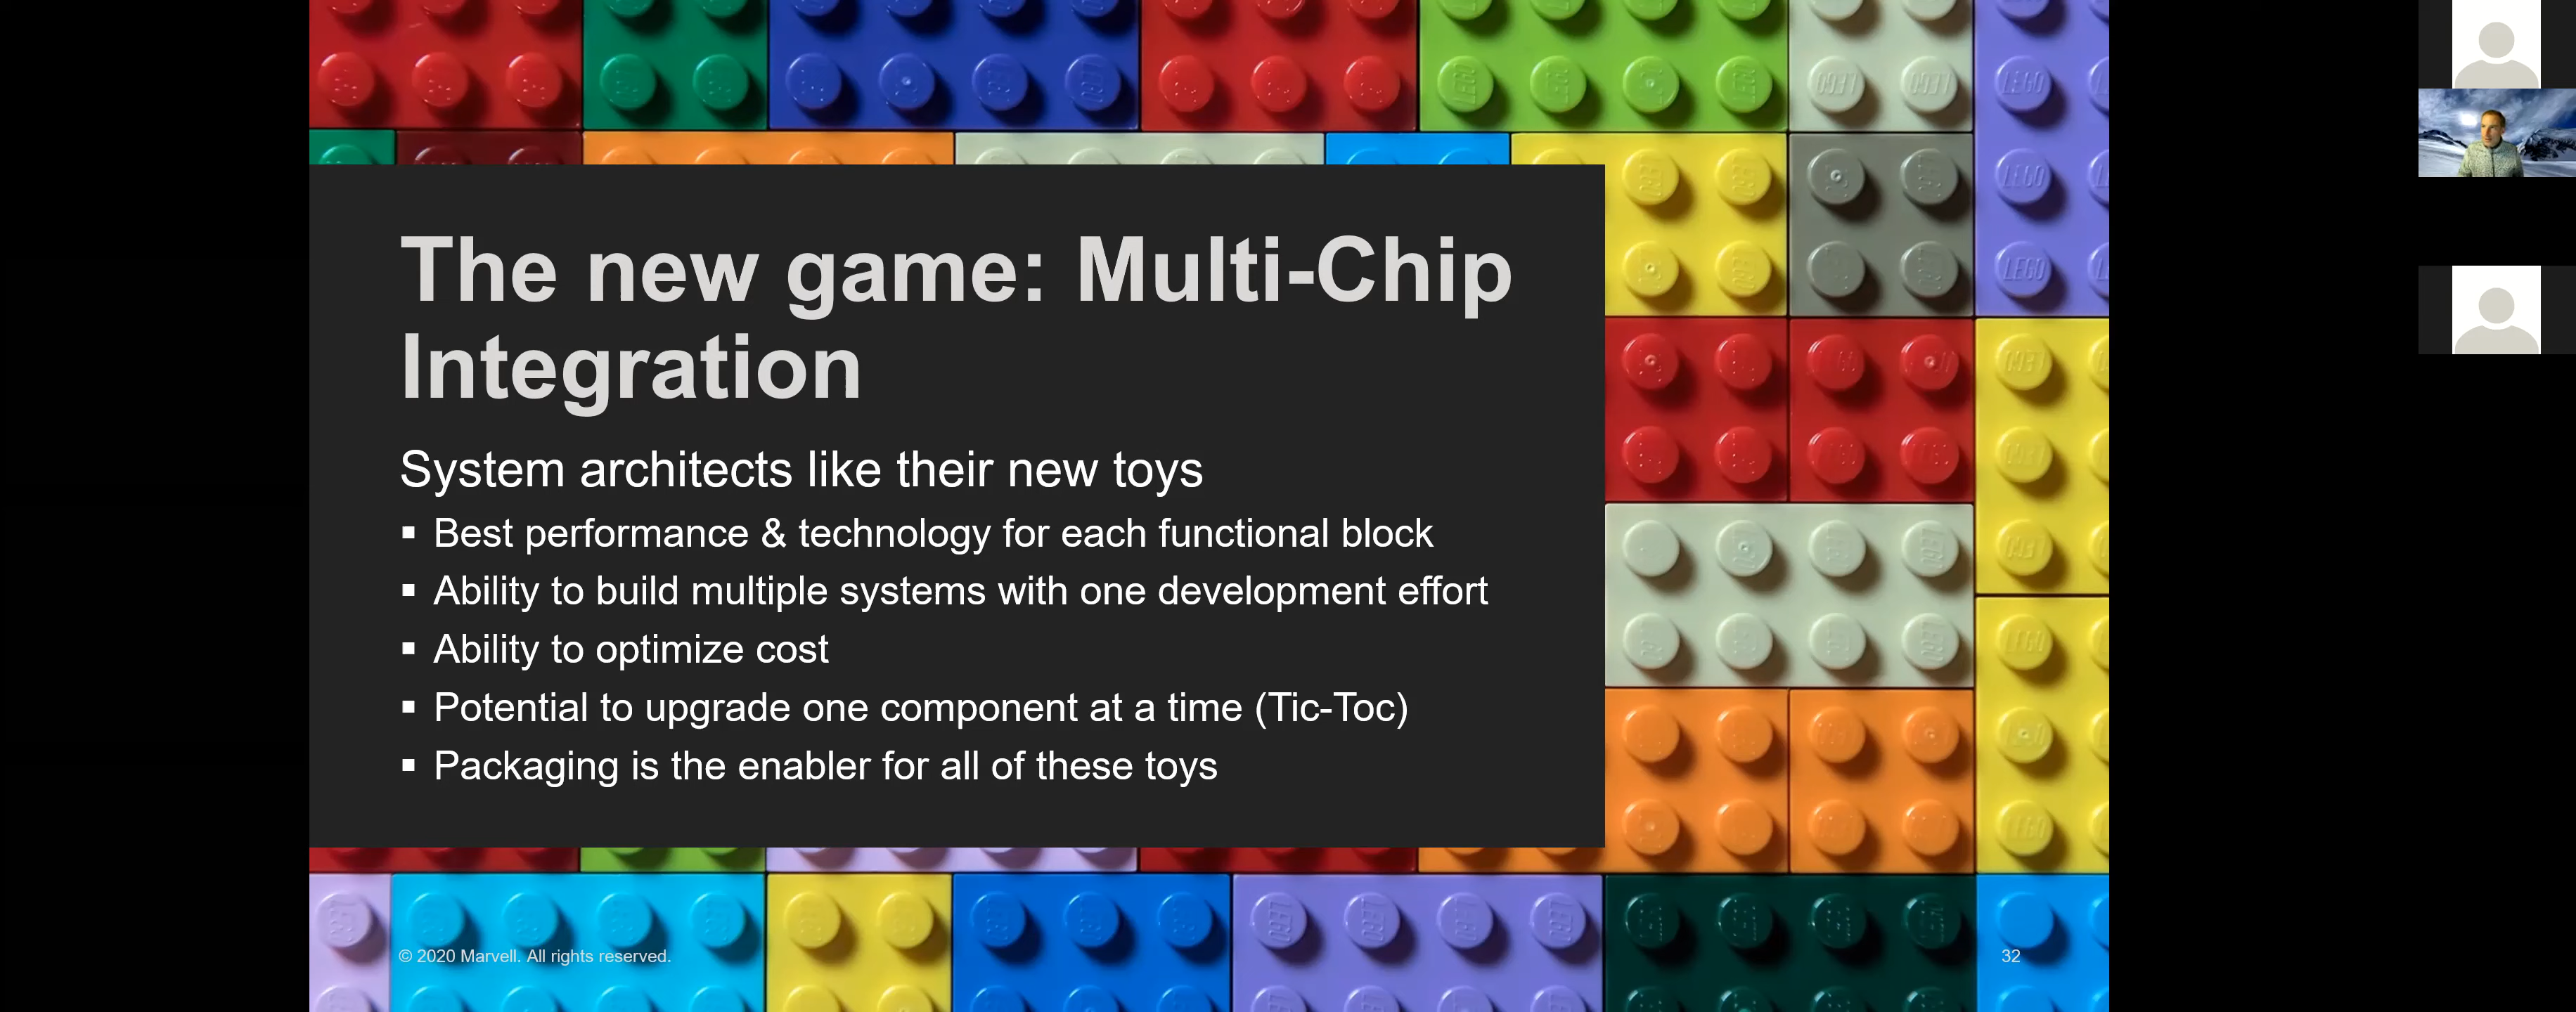 The new game: Multi-Chip
Integration
System architects like their new toys
▪ Best performance & technology for each functional block
▪ Ability to build multiple systems with one development effort
▪ Ability to optimize cost
▪ Potential to upgrade one component at a time (Tic-Toc)
▪ Packaging is the enabler for all of these toys
© 2020 Marvell. All rights reserved.
32